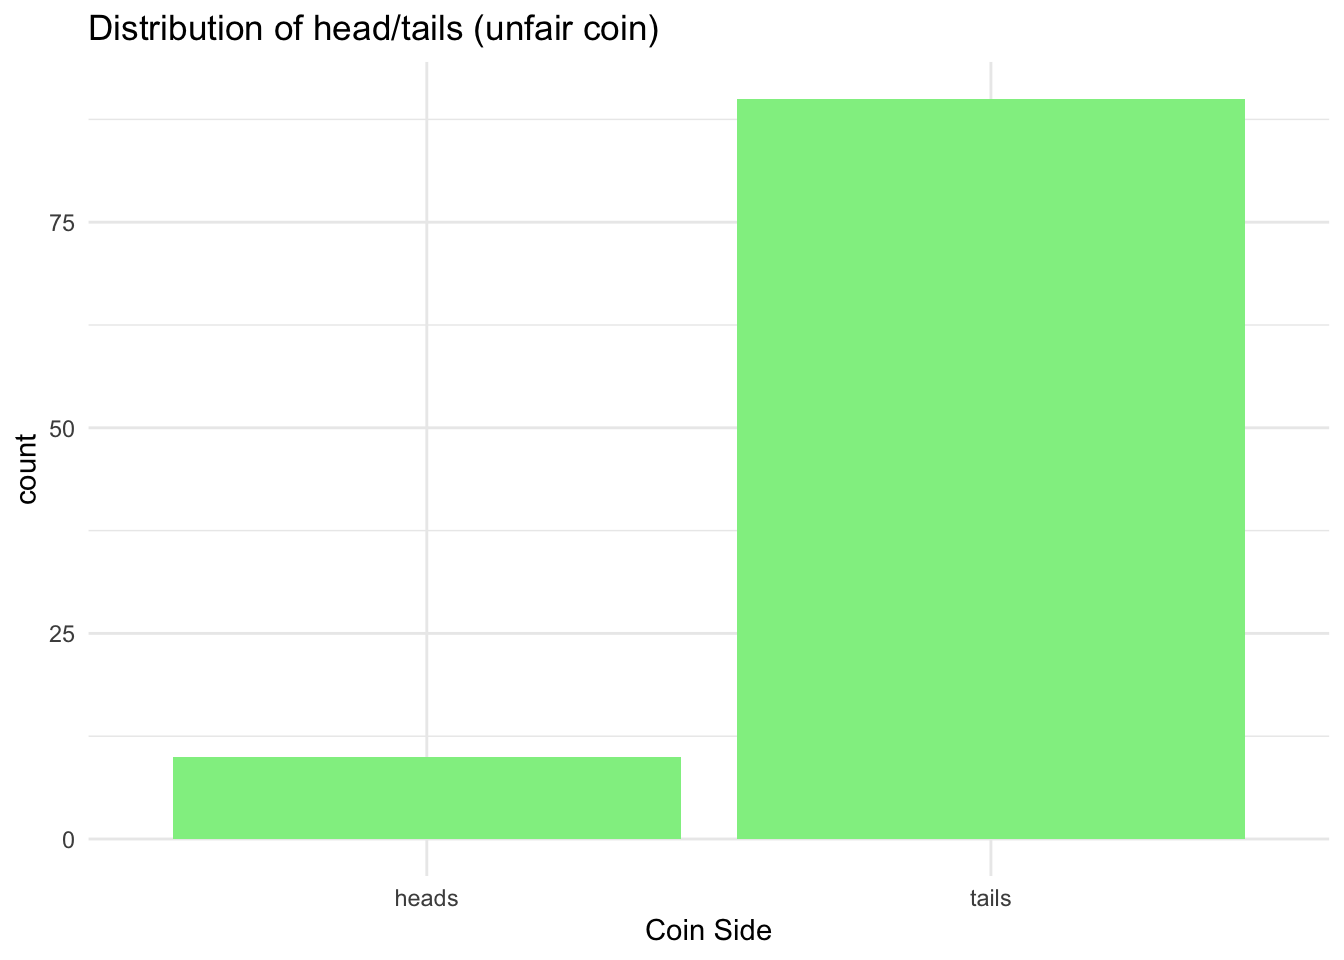 Distribution of head/tails (unfair coin)
count
75
50
25
0
heads
tails
Coin Side